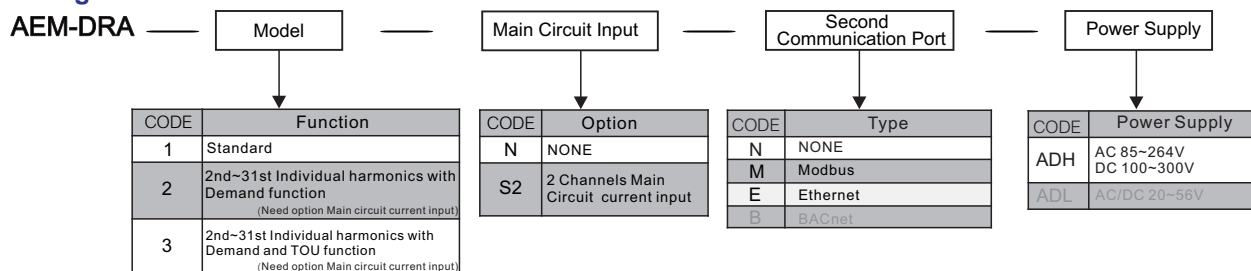 AEM-DRA
Model
Main Circuit Input
Second
Communication Port
Power Supply
CODE Function
1 Standard
2 2nd~31st Individual harmonics with
Demand function
(Need option Main circuit current input)
3 2nd~31st Individual harmonics with
Demand and TOU function
(Need option Main circuit current input)
CODE Option
N NONE
S2 2 Channels Main
Circuit current input
CODE Type
N NONE
M Modbus
E Ethernet
B BACnet
CODE Power Supply
ADH AC 85~264V
DC 100~300V
ADL AC/DC 20~56V